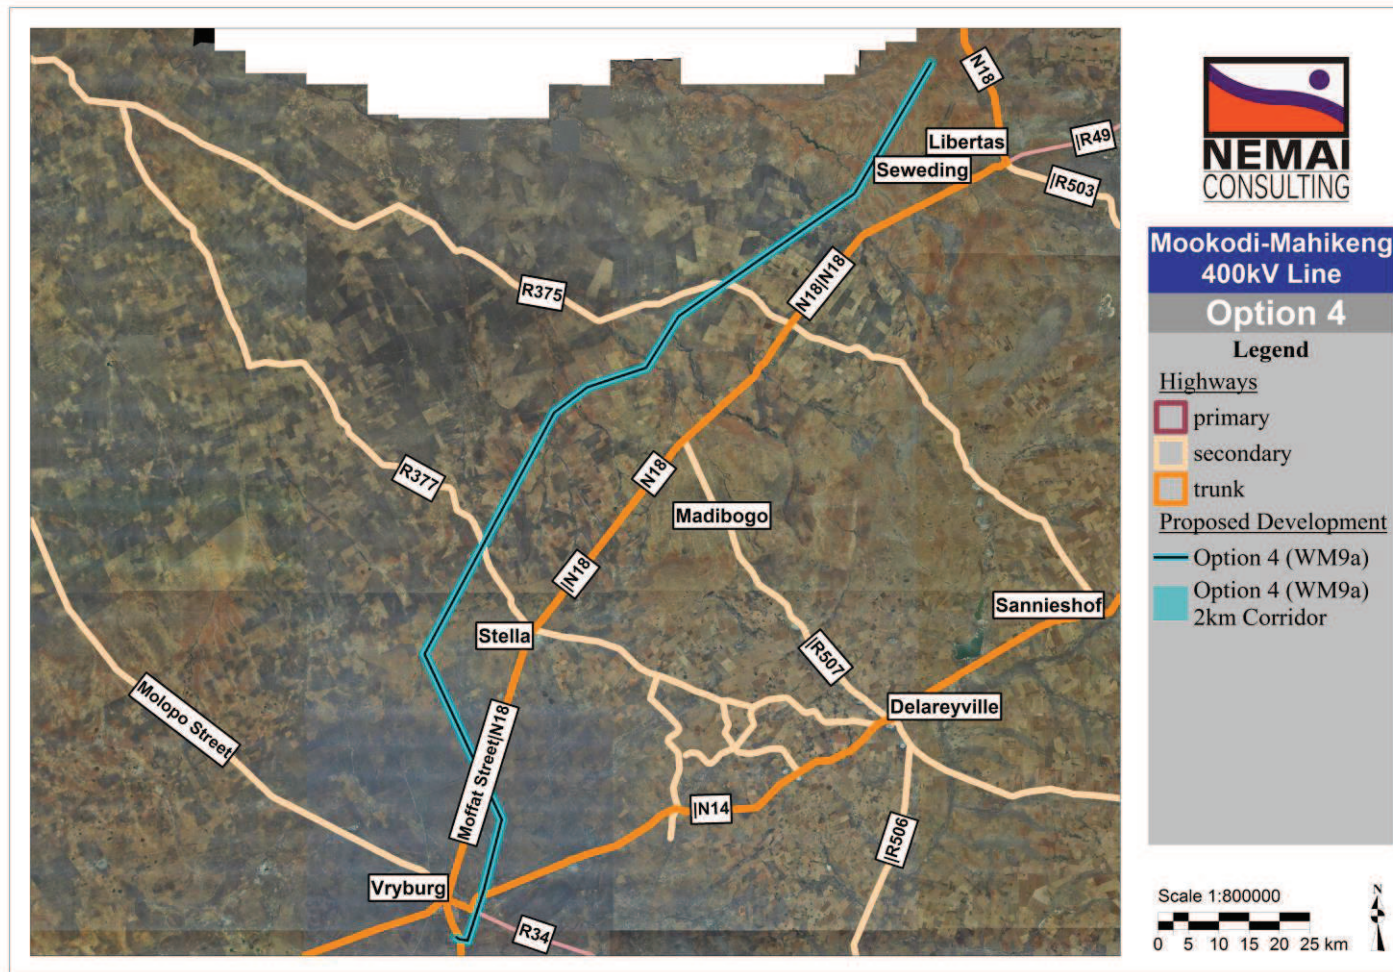 N18
Libertas
|R49
Seweding
|R503
N18|N18
R375
R377
N18
Madibogo
|N18
Sannieshof
Stella
|R507
Molopo Street
Moffat Street|N18
Delareyville
|N14
|R506
Vryburg
R34
NEMAI
CONSULTING
Mookodi-Mahikeng
400kV Line
Option 4
Legend
Highways
primary
secondary
trunk
Proposed Development
Option 4 (WM9a)
Option 4 (WM9a)
2km Corridor
Scale 1:800000
0 5 10 15 20 25 km
N